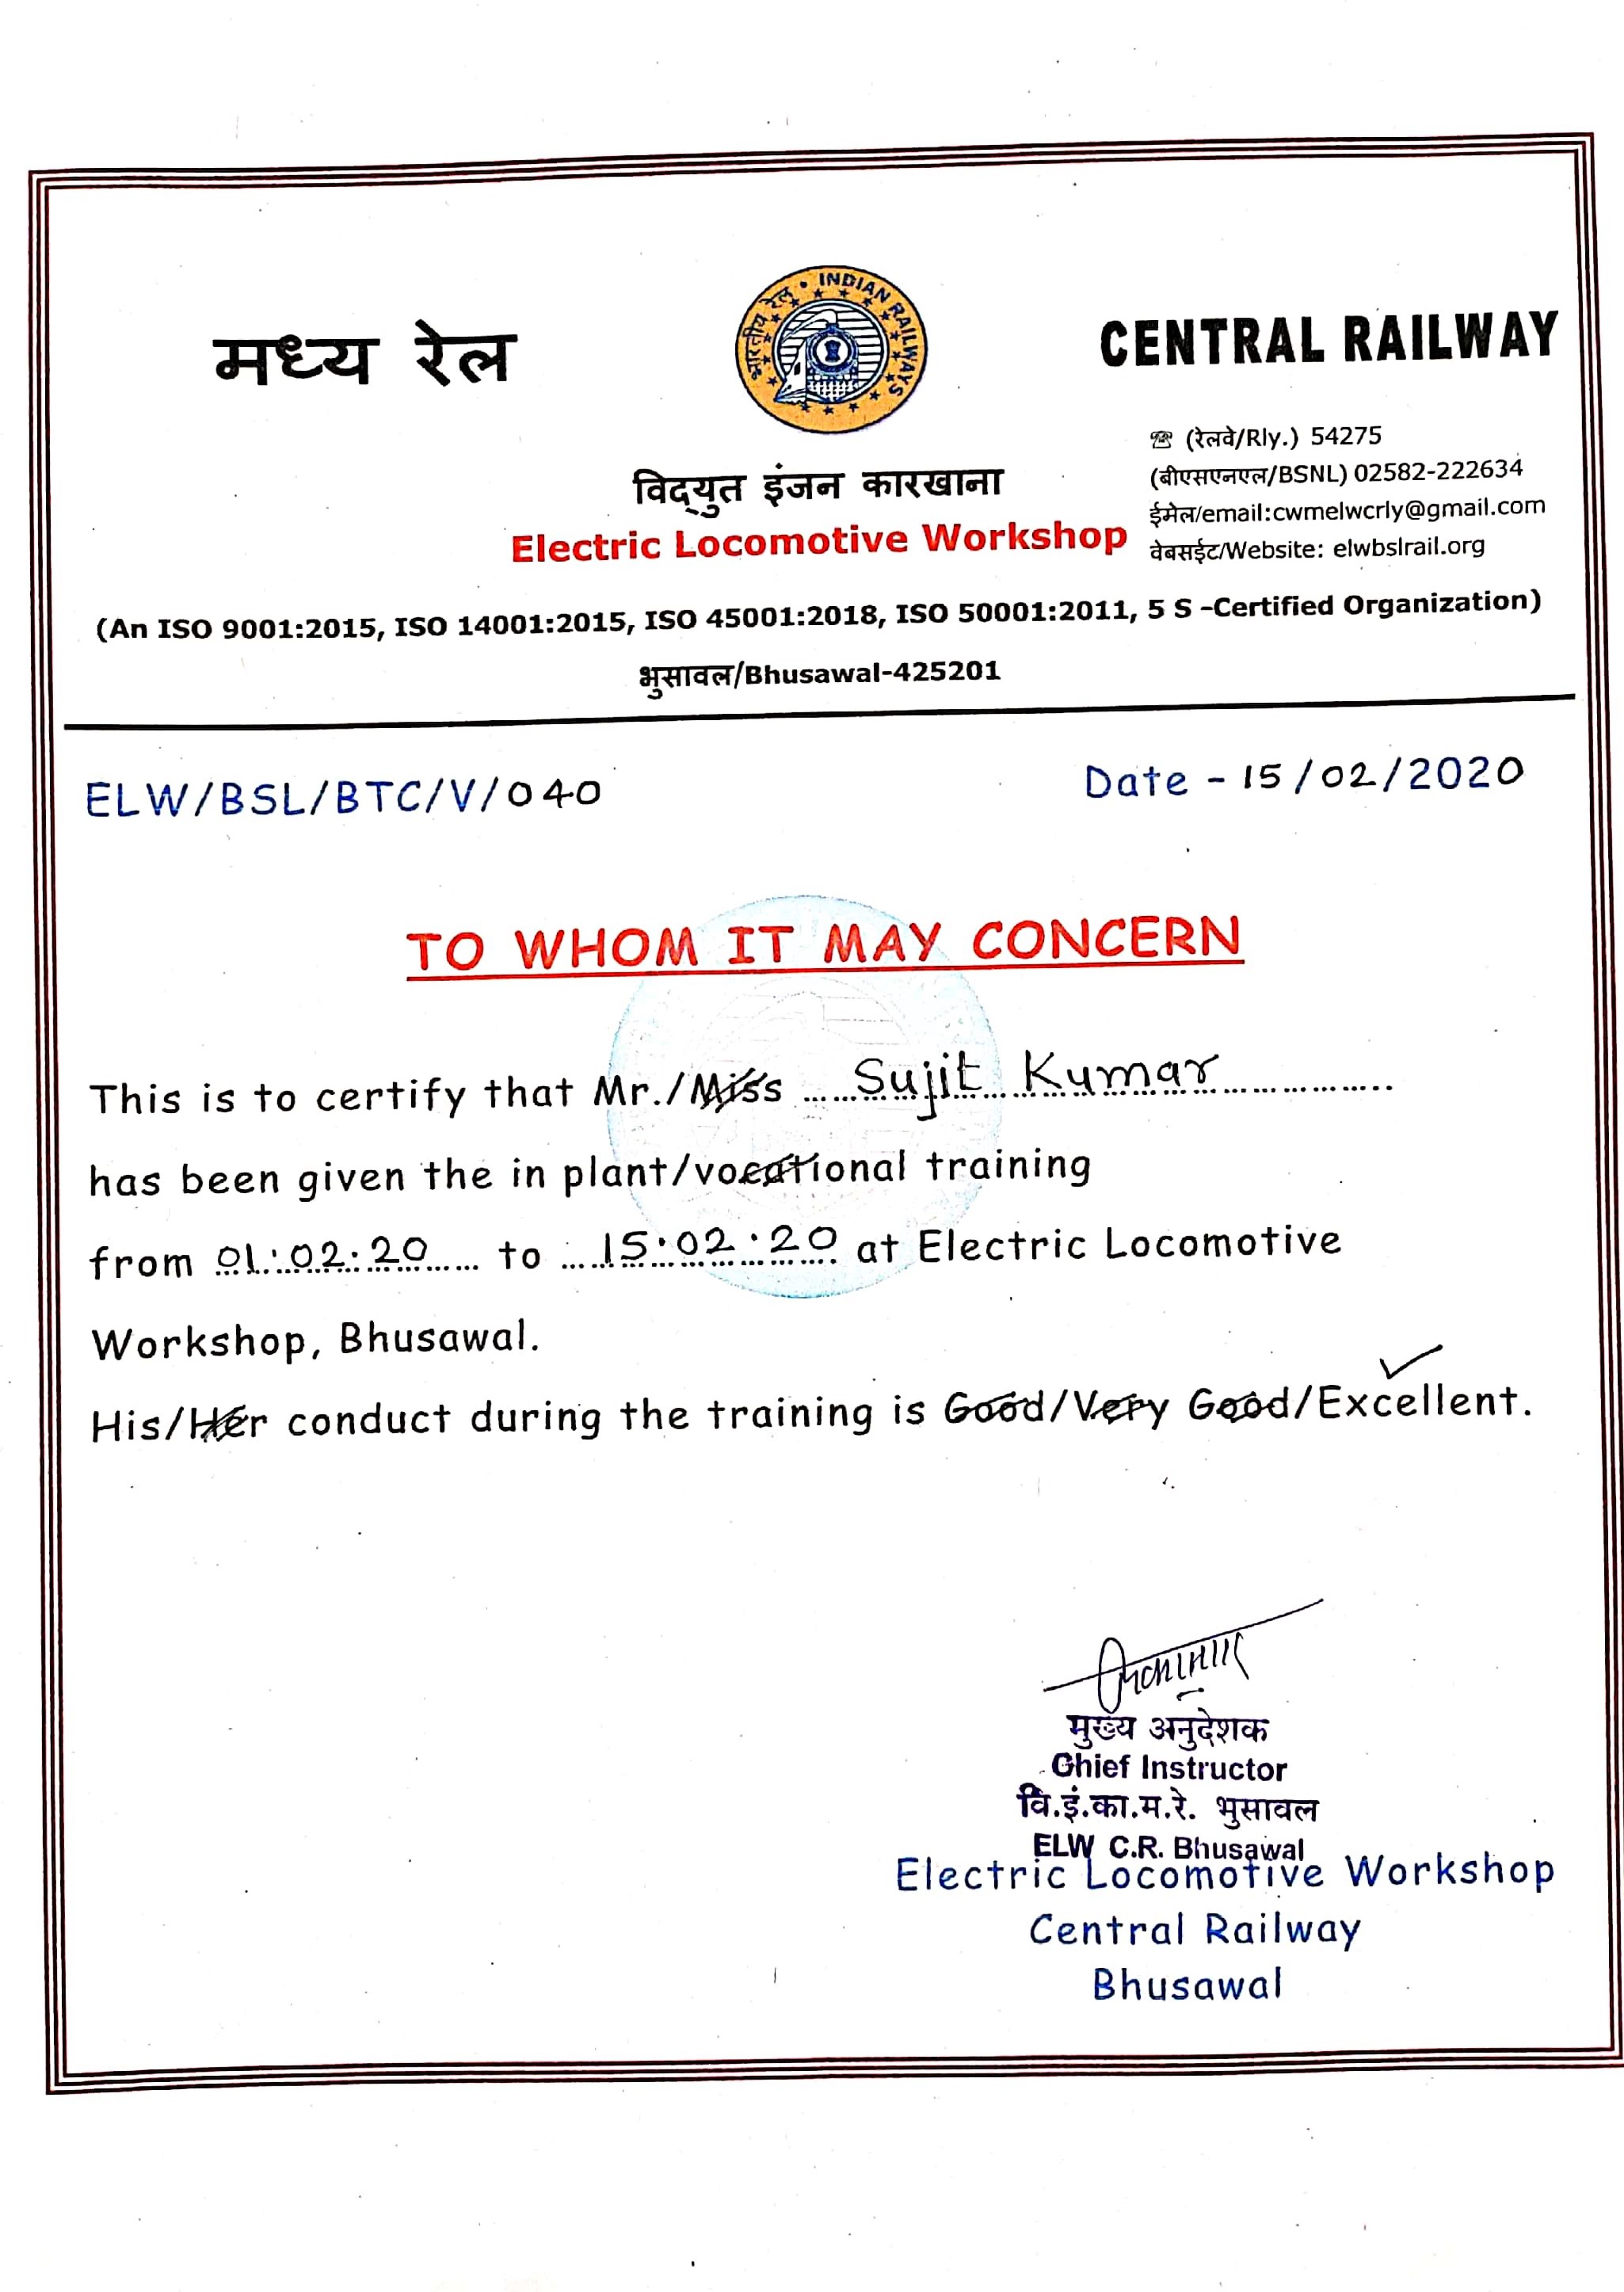 मध्य रेल
भारतीय रेल • INDIAN RAILWAYS
CENTRAL RAILWAY
☎ (रेलवे/Rly.) 54275
(बीएसएनएल/BSNL) 02582-222634
ईमेल/email:cwmelwcrly@gmail.com
वेबसईट/Website: elwbslrail.org
विद्युत इंजन कारखाना
Electric Locomotive Workshop
(An ISO 9001:2015, ISO 14001:2015, ISO 45001:2018, ISO 50001:2011, 5 S -Certified Organization)
भुसावल/Bhusawal-425201
ELW/BSL/BTC/V/040
Date - 15/02/2020
TO WHOM IT MAY CONCERN
This is to certify that Mr./Miss Sujit Kumar
has been given the in plant/vocational training
from 01.02.20 to 15.02.20 at Electric Locomotive
Workshop, Bhusawal.
His/Her conduct during the training is Good/Very Good/Excellent.
मुख्य अनुदेशक
Chief Instructor
वि.इं.का.म.रे. भुसावल
ELW C.R. Bhusawal
Electric Locomotive Workshop
Central Railway
Bhusawal